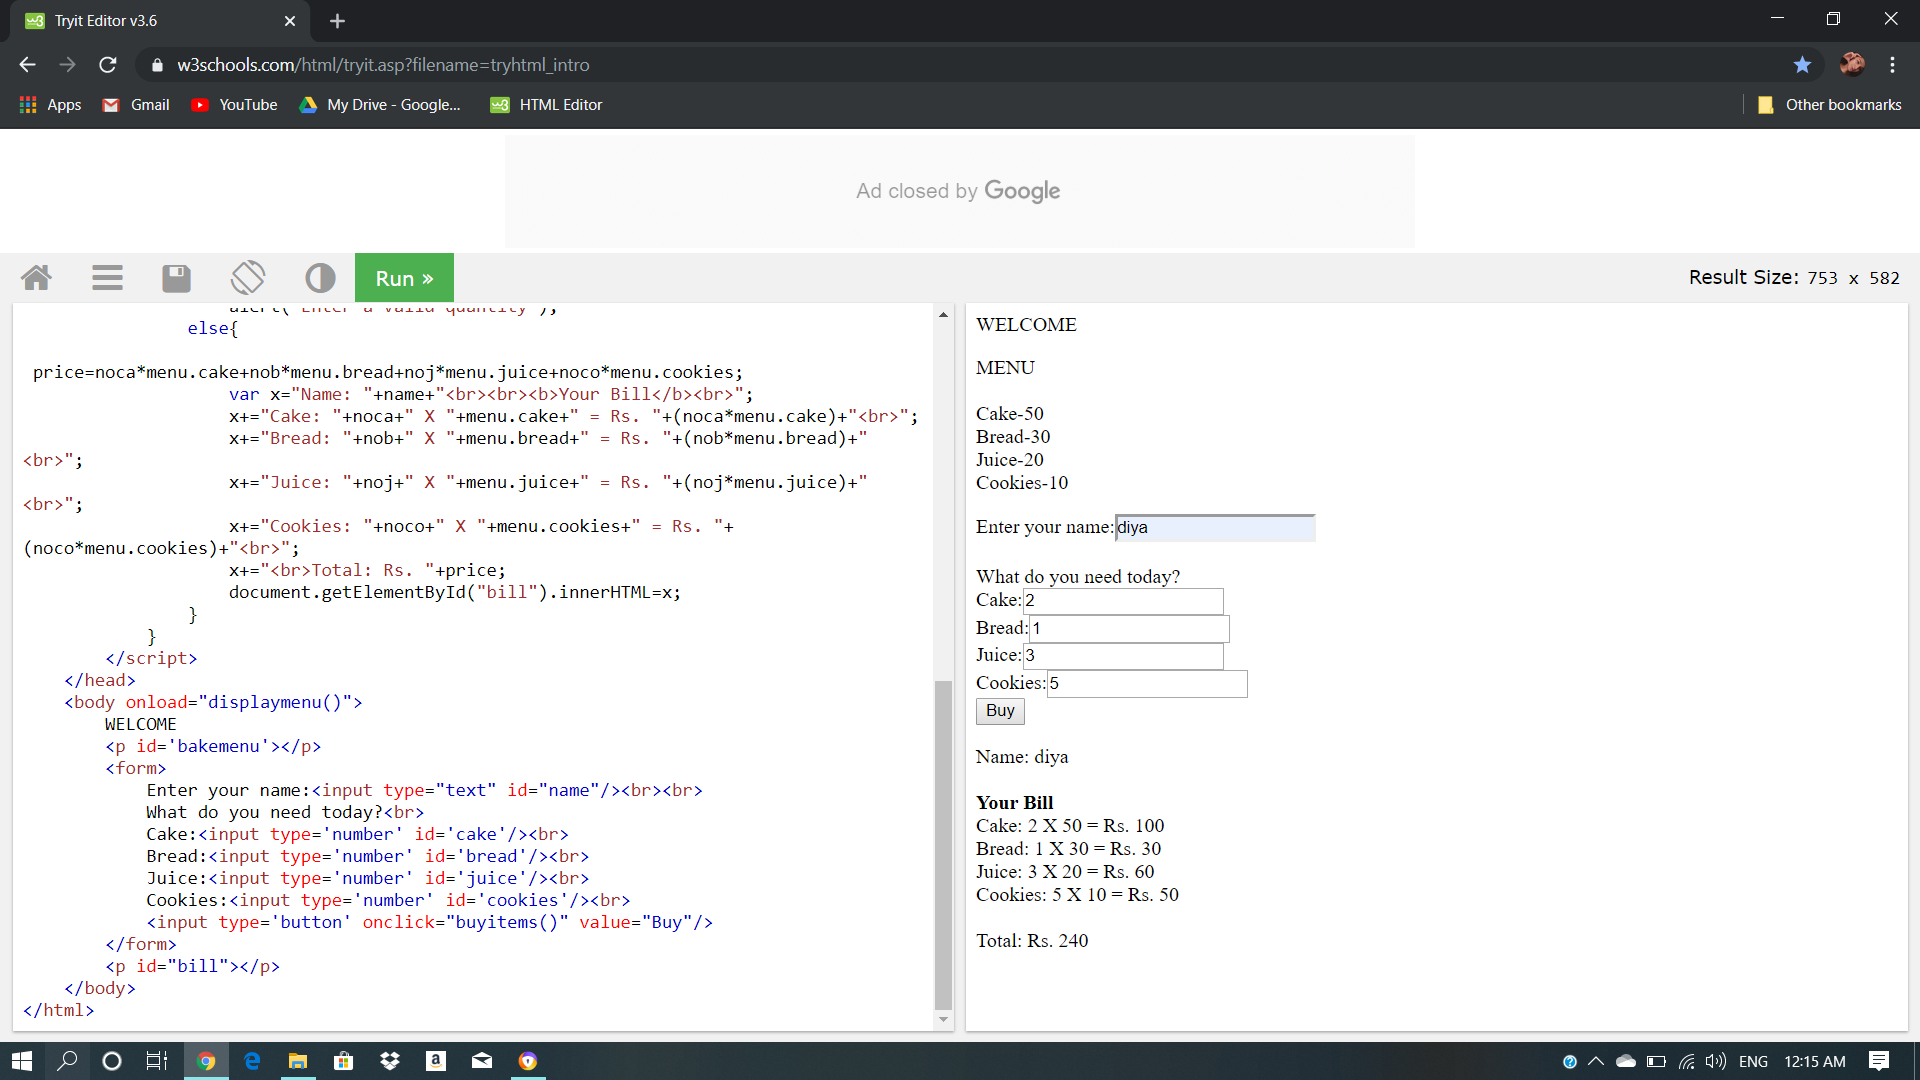 Tryit Editor v3.6
w3schools.com/html/tryit.asp?filename=tryhtml_intro
Apps Gmail YouTube My Drive - Google... HTML Editor Other bookmarks
Ad closed by Google
Run » Result Size: 753 x 582
alert("Enter a valid quantity");
else{
price=noca*menu.cake+nob*menu.bread+noj*menu.juice+noco*menu.cookies;
var x="Name: "+name+"<br><br><b>Your Bill</b><br>";
x+="Cake: "+noca+" X "+menu.cake+" = Rs. "+(noca*menu.cake)+"<br>";
x+="Bread: "+nob+" X "+menu.bread+" = Rs. "+(nob*menu.bread)+"
<br>";
x+="Juice: "+noj+" X "+menu.juice+" = Rs. "+(noj*menu.juice)+"
<br>";
x+="Cookies: "+noco+" X "+menu.cookies+" = Rs. "+
(noco*menu.cookies)+"<br>";
x+="<br>Total: Rs. "+price;
document.getElementById("bill").innerHTML=x;
}
}
</script>
</head>
<body onload="displaymenu()">
WELCOME
<p id='bakemenu'></p>
<form>
Enter your name:<input type="text" id="name"/><br><br>
What do you need today?<br>
Cake:<input type='number' id='cake'/><br>
Bread:<input type='number' id='bread'/><br>
Juice:<input type='number' id='juice'/><br>
Cookies:<input type='number' id='cookies'/><br>
<input type='button' onclick="buyitems()" value="Buy"/>
</form>
<p id="bill"></p>
</body>
</html>
WELCOME
MENU
Cake-50
Bread-30
Juice-20
Cookies-10
Enter your name:diya
What do you need today?
Cake:2
Bread:1
Juice:3
Cookies:5
Buy
Name: diya
Your Bill
Cake: 2 X 50 = Rs. 100
Bread: 1 X 30 = Rs. 30
Juice: 3 X 20 = Rs. 60
Cookies: 5 X 10 = Rs. 50
Total: Rs. 240
ENG 12:15 AM